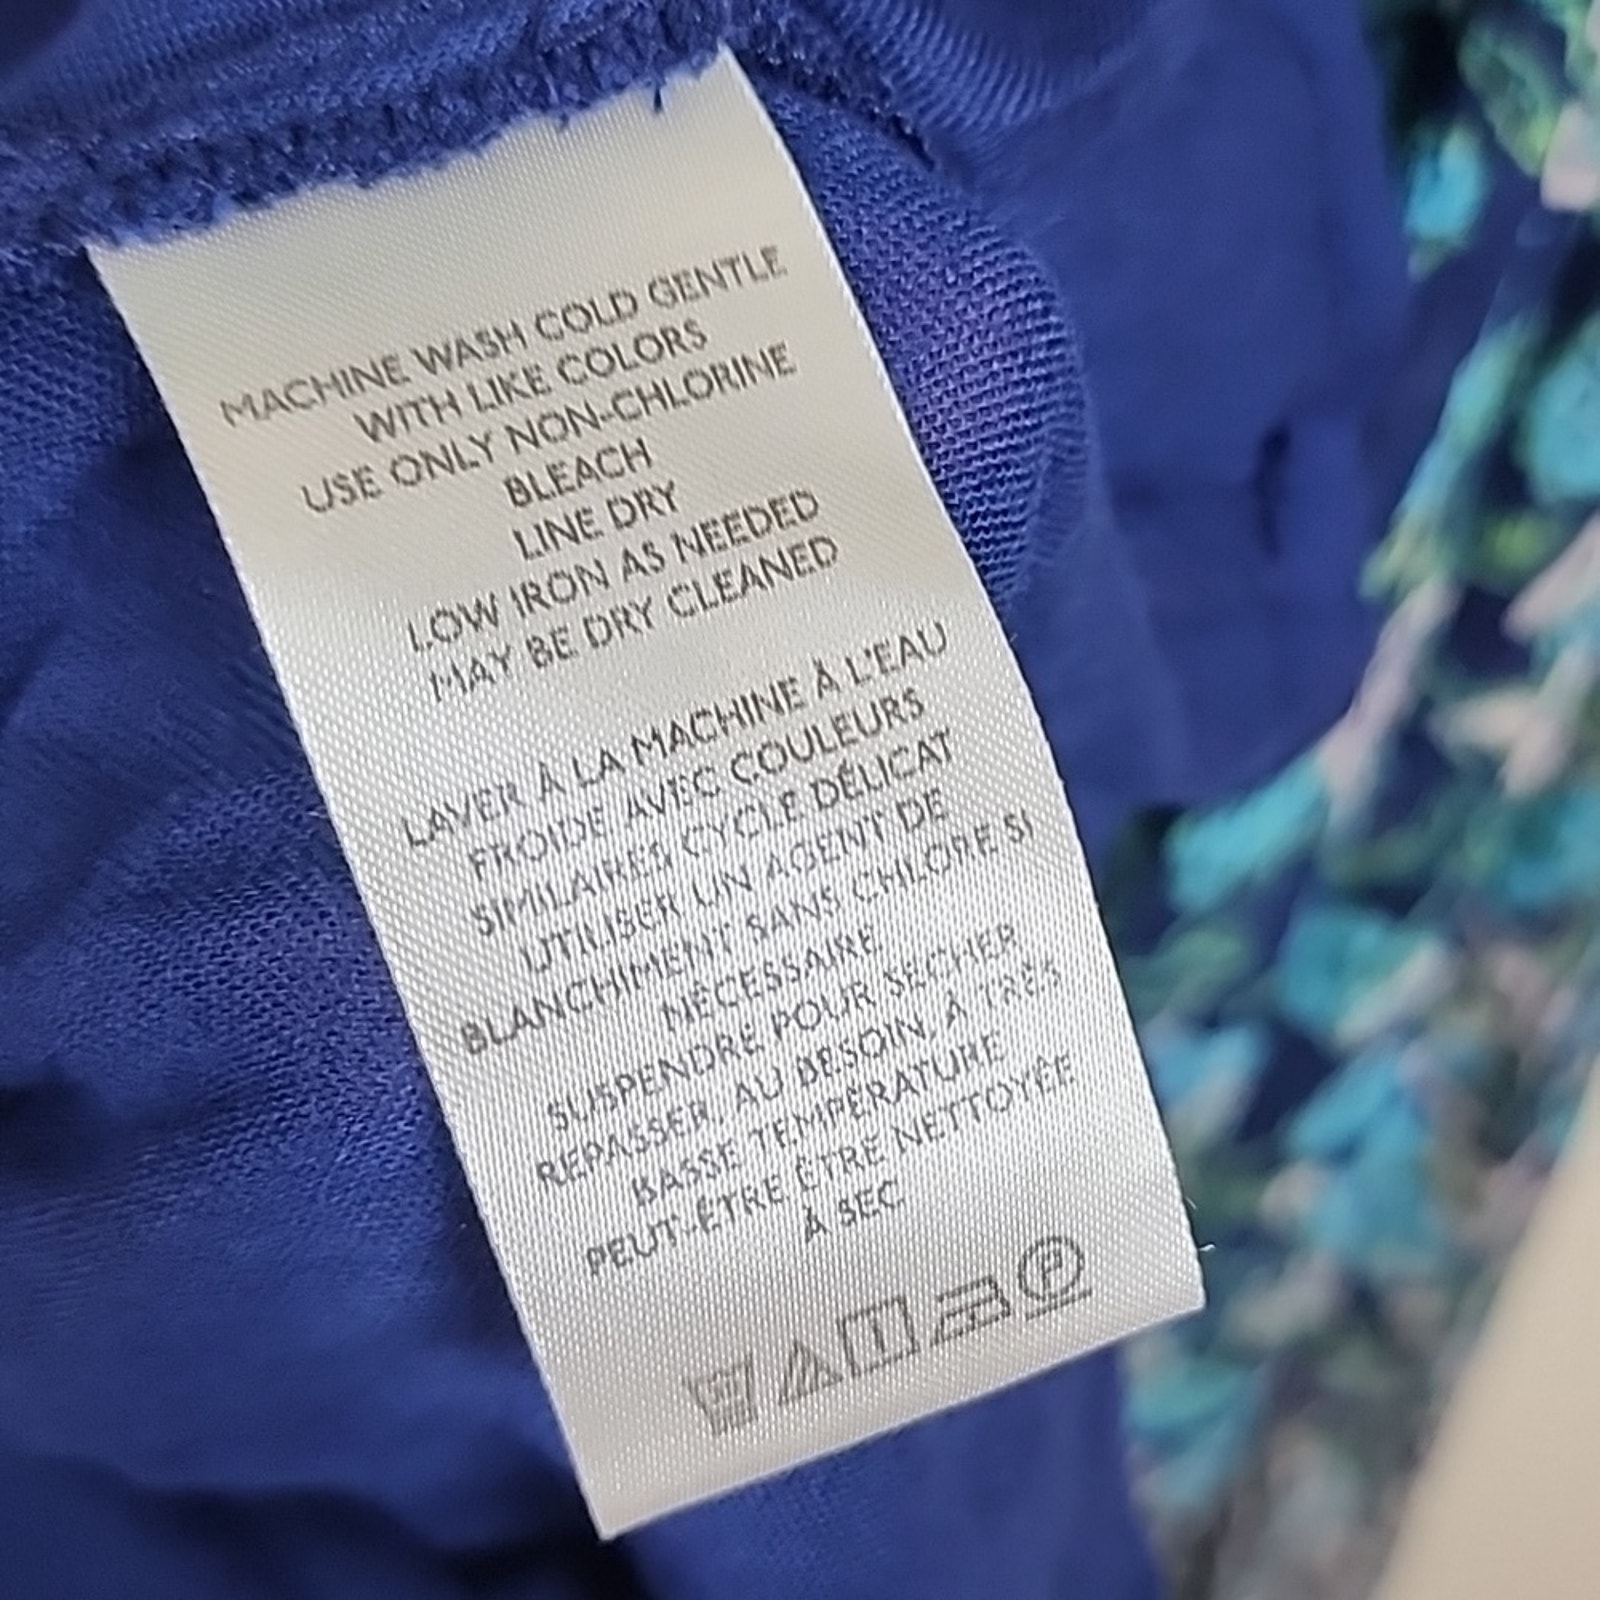 MACHINE WASH COLD GENTLE
WITH LIKE COLORS
USE ONLY NON-CHLORINE
BLEACH
LINE DRY
LOW IRON AS NEEDED
MAY BE DRY CLEANED
LAVER À LA MACHINE À L'EAU
FROIDE AVEC COULEURS
SIMILAIRES CYCLE DÉLICAT
UTILISER UN AGENT DE
BLANCHIMENT SANS CHLORE SI
NÉCESSAIRE
SUSPENDRE POUR SÉCHER
REPASSER, AU BESOIN, À TRÈS
BASSE TEMPÉRATURE
PEUT-ÊTRE ÊTRE NETTOYÉE
À SEC
P